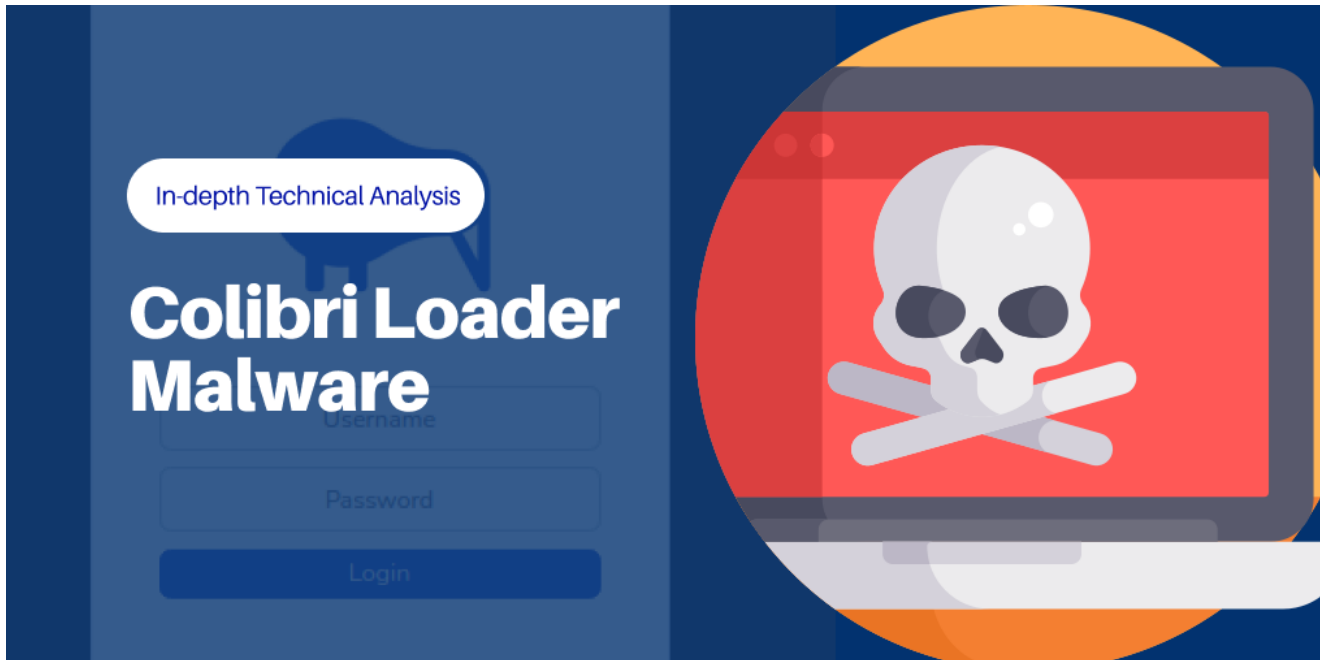 In-depth Technical Analysis
Colibri Loader
Malware
Username
Password
Login